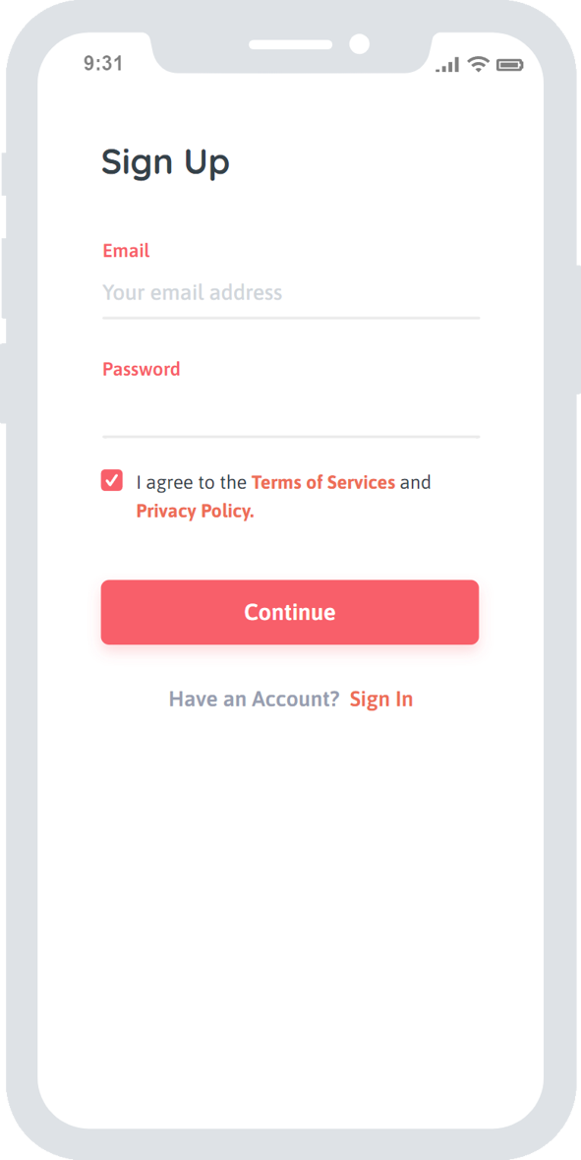 9:31
Sign Up
Email
Your email address
Password
I agree to the Terms of Services and
Privacy Policy.
Continue
Have an Account? Sign In